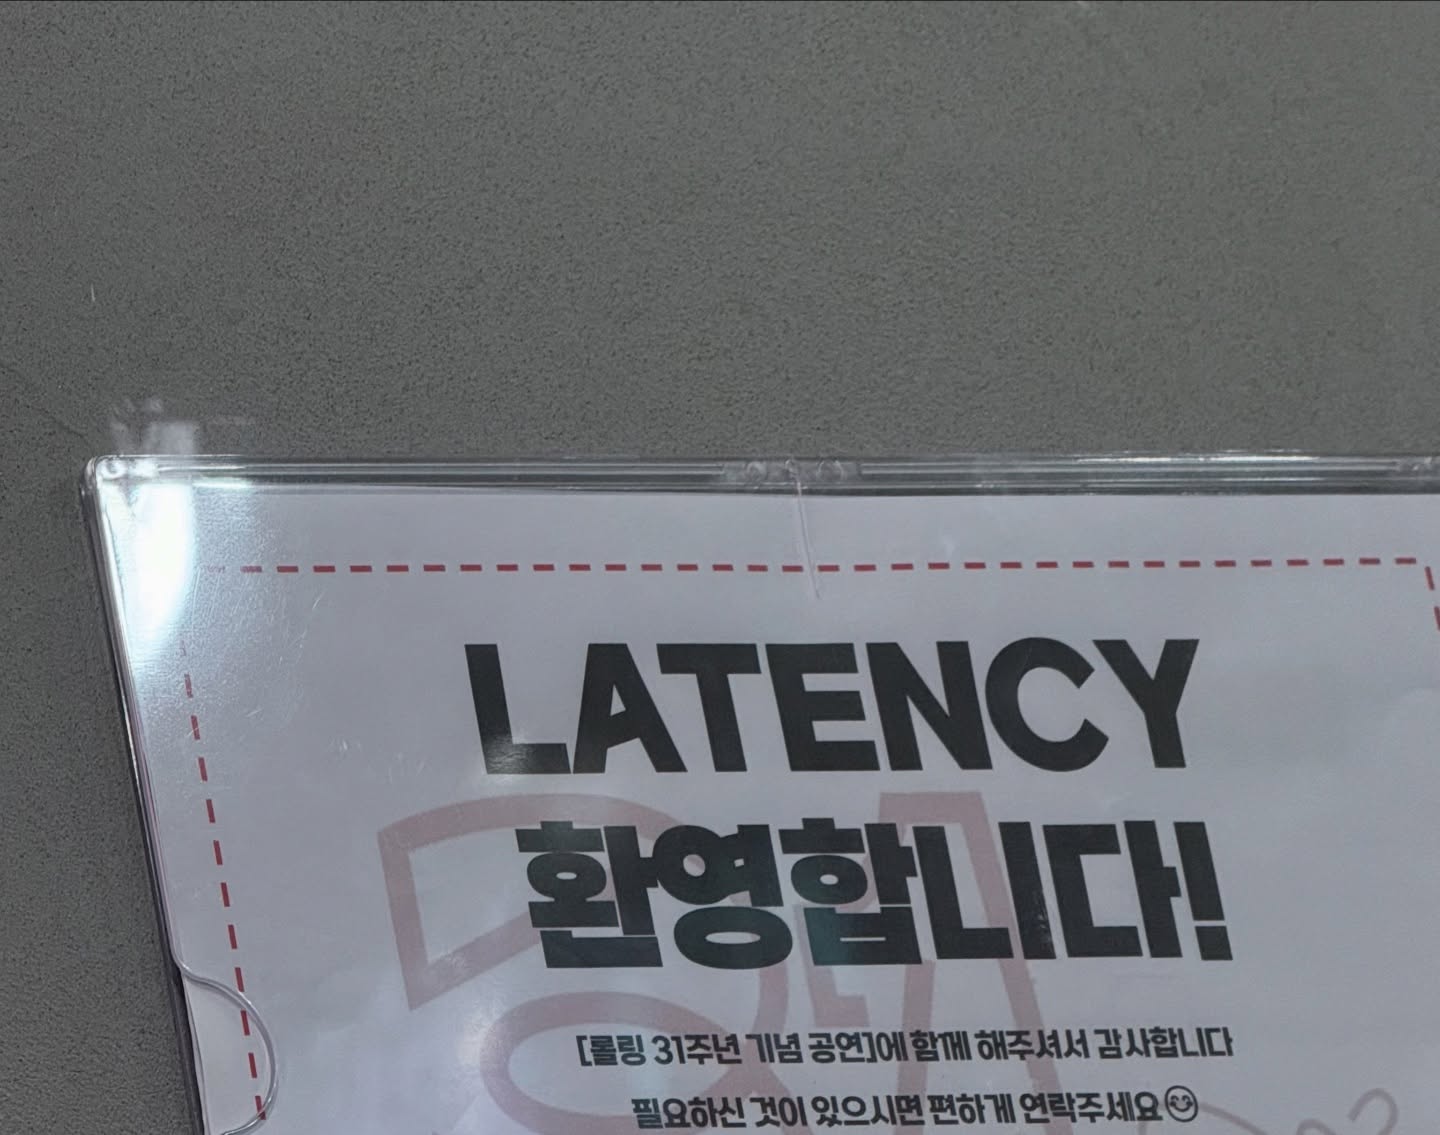 LATENCY
환영합니다!
[롤링 31주년 기념 공연]에 함께 해주셔서 감사합니다
필요하신 것이 있으시면 편하게 연락주세요😊